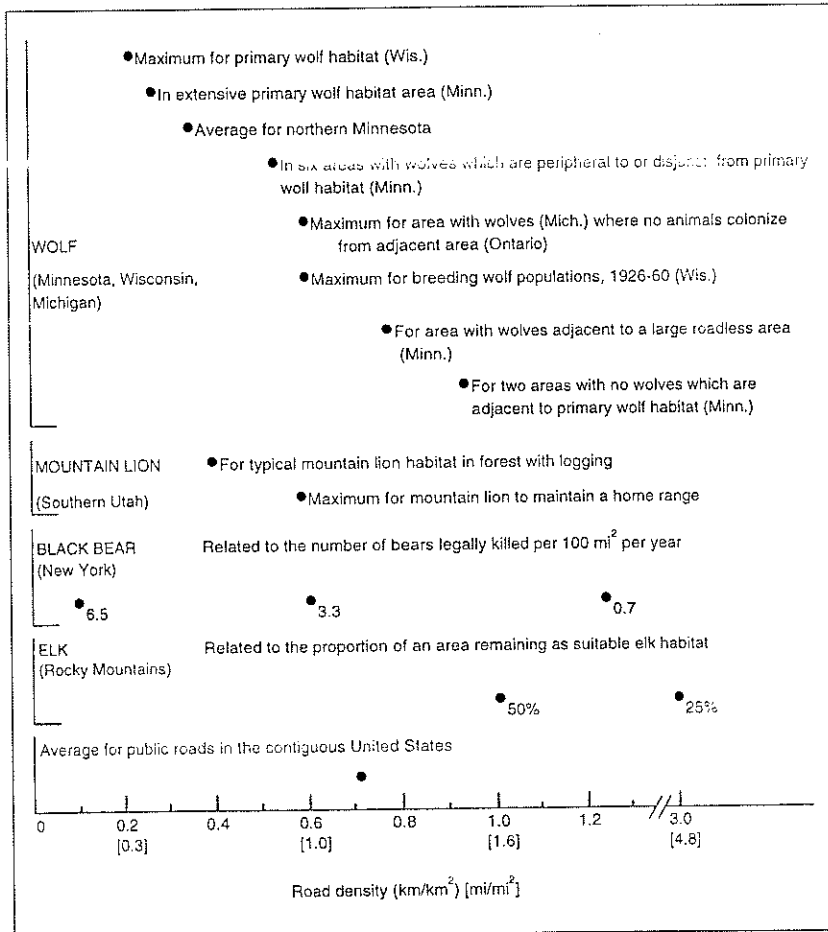 Maximum for primary wolf habitat (Wis.)
In extensive primary wolf habitat area (Minn.)
Average for northern Minnesota
In six areas with wolves which are peripheral to or disjunct from primary
wolf habitat (Minn.)
Maximum for area with wolves (Mich.) where no animals colonize
from adjacent area (Ontario)
WOLF
(Minnesota, Wisconsin,
Michigan)
Maximum for breeding wolf populations, 1926-60 (Wis.)
For area with wolves adjacent to a large roadless area
(Minn.)
For two areas with no wolves which are
adjacent to primary wolf habitat (Minn.)
MOUNTAIN LION
(Southern Utah)
For typical mountain lion habitat in forest with logging
Maximum for mountain lion to maintain a home range
BLACK BEAR
(New York)
Related to the number of bears legally killed per 100 mi² per year
6.5 3.3 0.7
ELK
(Rocky Mountains)
Related to the proportion of an area remaining as suitable elk habitat
50% 25%
Average for public roads in the contiguous United States
0 0.2 0.4 0.6 0.8 1.0 1.2 3.0
[0.3] [1.0] [1.6] [4.8]
Road density (km/km²) [mi/mi²]